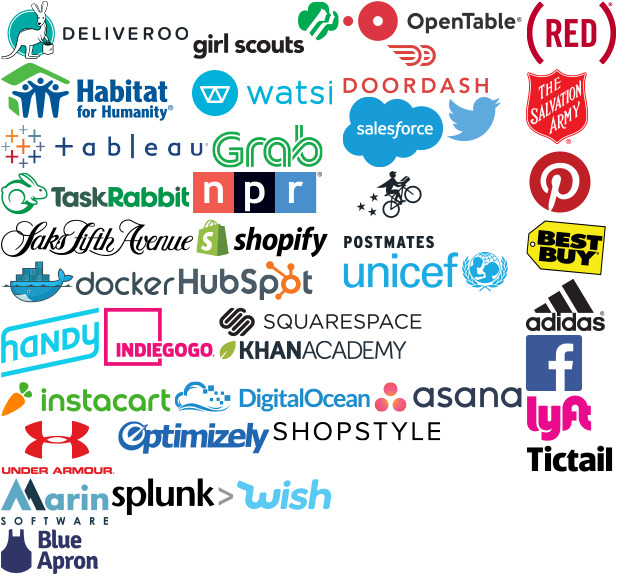 DELIVEROO
girl scouts
OpenTable®
(RED)®
Habitat
for Humanity®
watsi
DOORDASH
THE
SALVATION
ARMY
salesforce
+ a b l e a u
Grab
TaskRabbit
n p r
Saks Fifth Avenue
shopify
POSTMATES
BEST
BUY
docker
HubSpot
unicef
adidas
HANDY
INDIEGOGO
SQUARESPACE
KHANACADEMY
f
instacart
DigitalOcean
asana
lyft
UNDER ARMOUR
Optimizely
SHOPSTYLE
Tictail
Marin
SOFTWARE
splunk>
wish
Blue
Apron